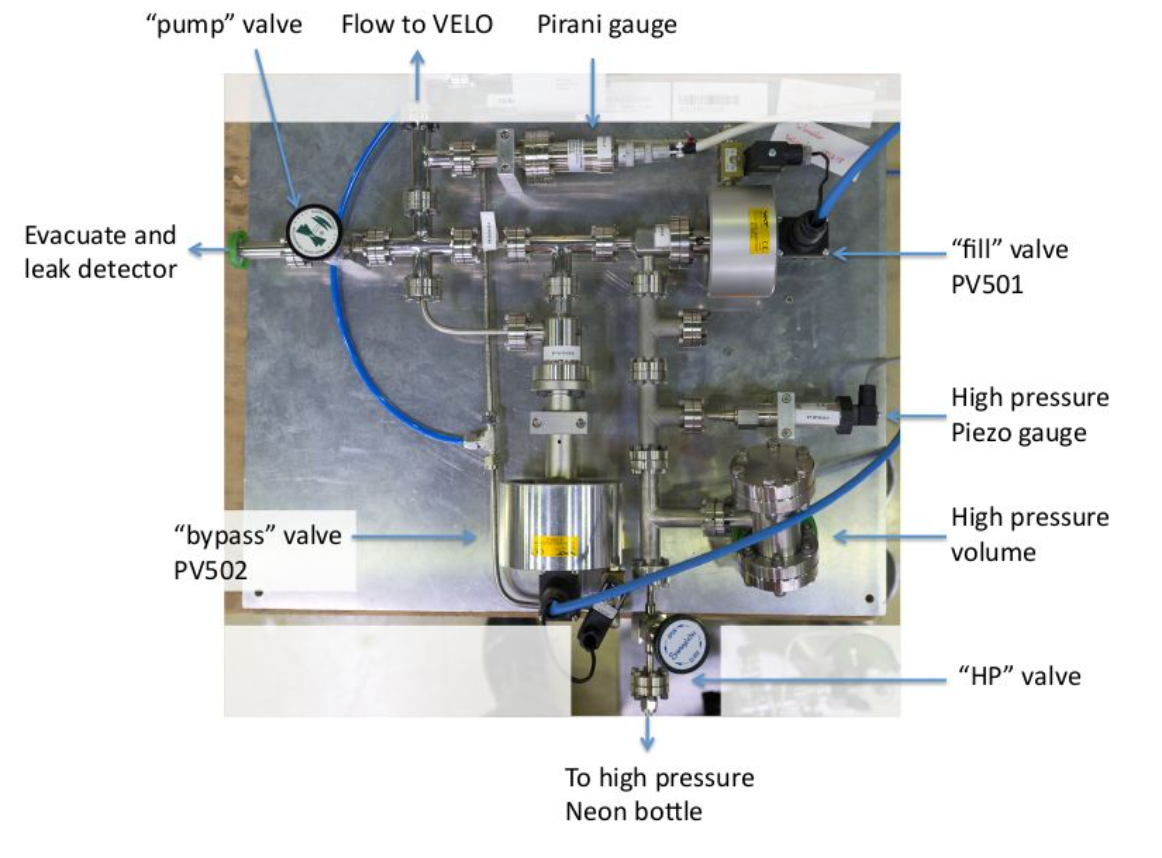 “pump” valve
Flow to VELO
Pirani gauge
Evacuate and
leak detector
“fill” valve
PV501
High pressure
Piezo gauge
“bypass” valve
PV502
High pressure
volume
“HP” valve
To high pressure
Neon bottle